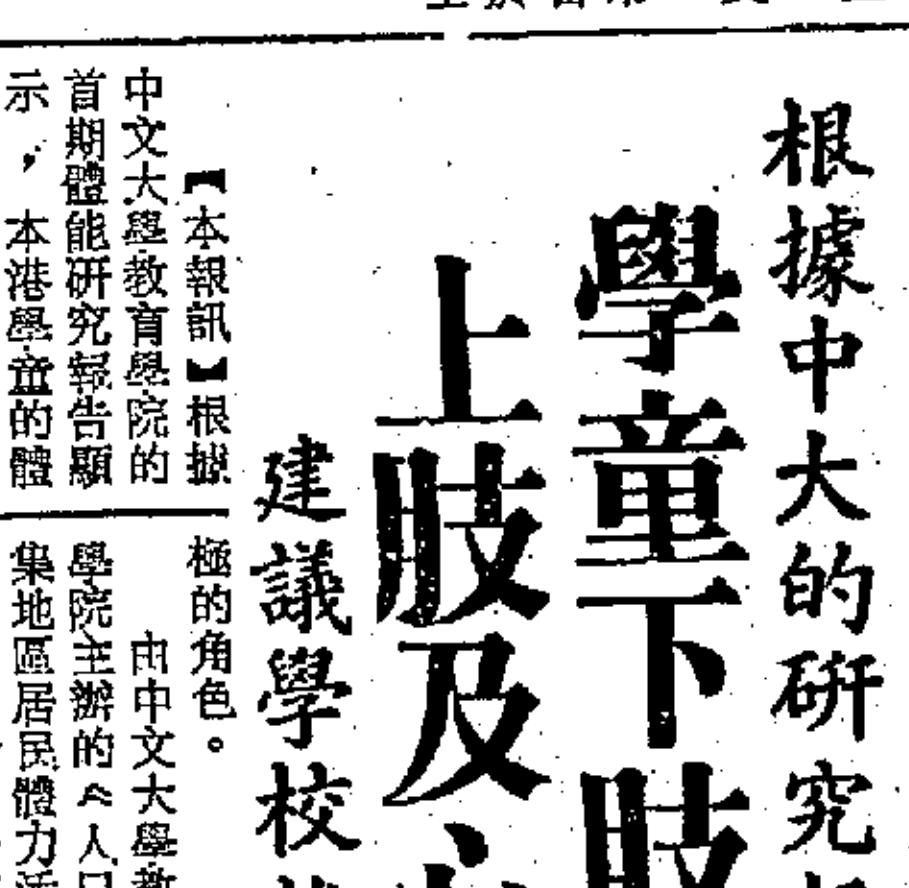 根據中大的研究
學童下肢
上肢及
建議學校
【本報訊】根據
中文大學教育學院的
首期體能研究報告顯
示，本港學童的體
極的角色。
由中文大學教
學院主辦的《人口
集地區居民體力活